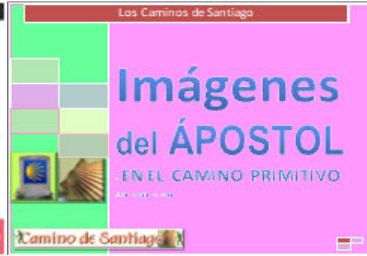 Los Caminos de Santiago
Imágenes
del ÁPOSTOL
EN EL CAMINO PRIMITIVO
Camino de Santiago